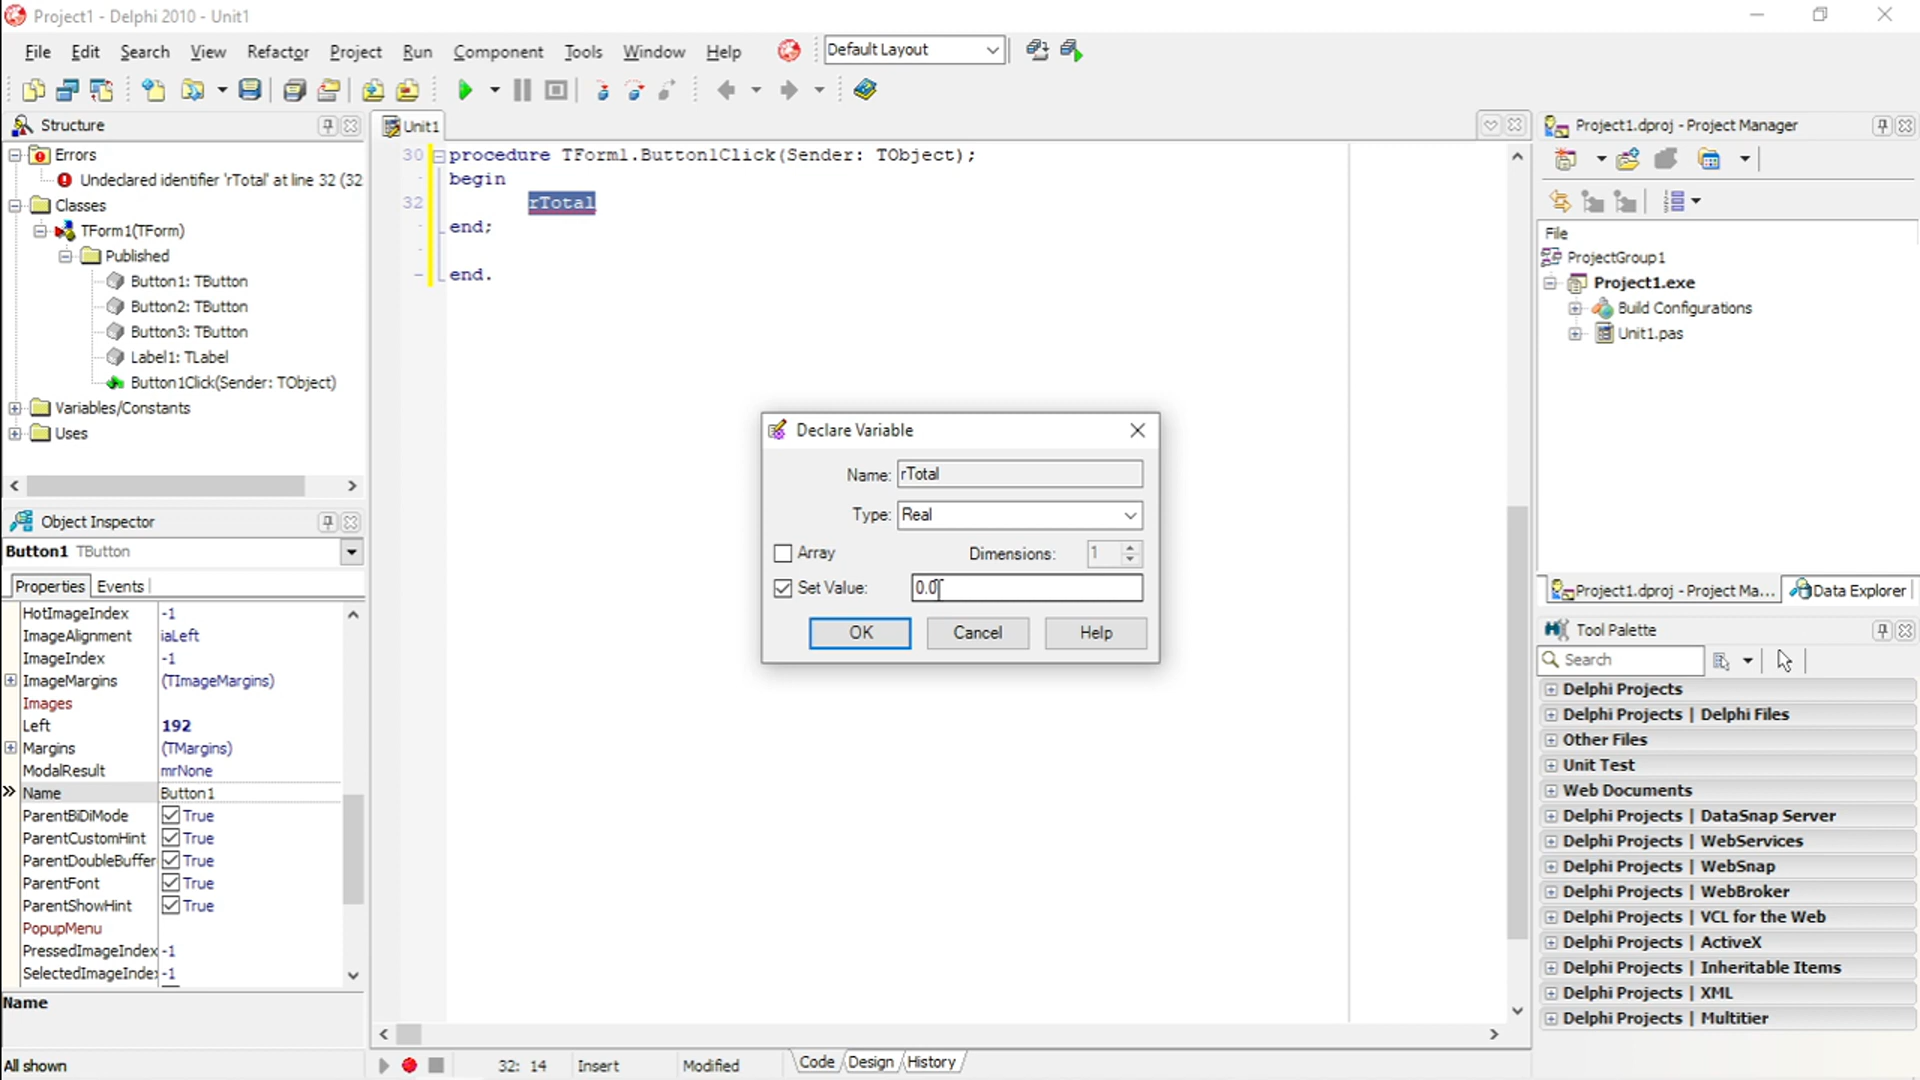 Project1 - Delphi 2010 - Unit1
File Edit Search View Refactor Project Run Component Tools Window Help
Default Layout
Structure
Errors
Undeclared identifier 'rTotal' at line 32 (32
Classes
TForm1(TForm)
Published
Button1: TButton
Button2: TButton
Button3: TButton
Label1: TLabel
Button1Click(Sender: TObject)
Variables/Constants
Uses
Object Inspector
Button1 TButton
Properties Events
HotImageIndex -1
ImageAlignment iaLeft
ImageIndex -1
ImageMargins (TImageMargins)
Images
Left 192
Margins (TMargins)
ModalResult mrNone
Name Button1
ParentBiDiMode True
ParentCustomHint True
ParentDoubleBuffer True
ParentFont True
ParentShowHint True
PopupMenu
PressedImageIndex -1
SelectedImageIndex -1
Name
All shown
Unit1
30 procedure TForm1.Button1Click(Sender: TObject);
begin
32 rTotal
end;
end.
Declare Variable
Name: rTotal
Type: Real
Array Dimensions: 1
Set Value: 0.0
OK Cancel Help
32: 14 Insert Modified Code Design History
Project1.dproj - Project Manager
File
ProjectGroup1
Project1.exe
Build Configurations
Unit1.pas
Project1.dproj - Project Ma... Data Explorer
Tool Palette
Search
Delphi Projects
Delphi Projects | Delphi Files
Other Files
Unit Test
Web Documents
Delphi Projects | DataSnap Server
Delphi Projects | WebServices
Delphi Projects | WebSnap
Delphi Projects | WebBroker
Delphi Projects | VCL for the Web
Delphi Projects | ActiveX
Delphi Projects | Inheritable Items
Delphi Projects | XML
Delphi Projects | Multitier